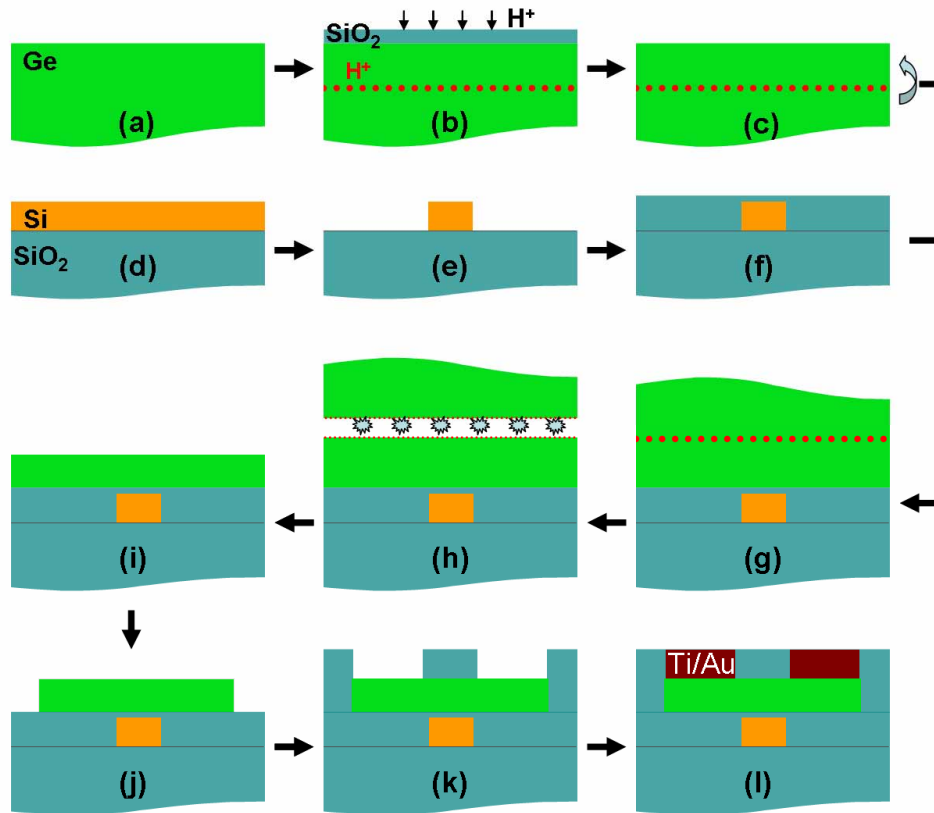 H⁺
SiO₂
Ge
H⁺
(a)
(b)
(c)
Si
SiO₂
(d)
(e)
(f)
(i)
(h)
(g)
Ti/Au
(j)
(k)
(l)